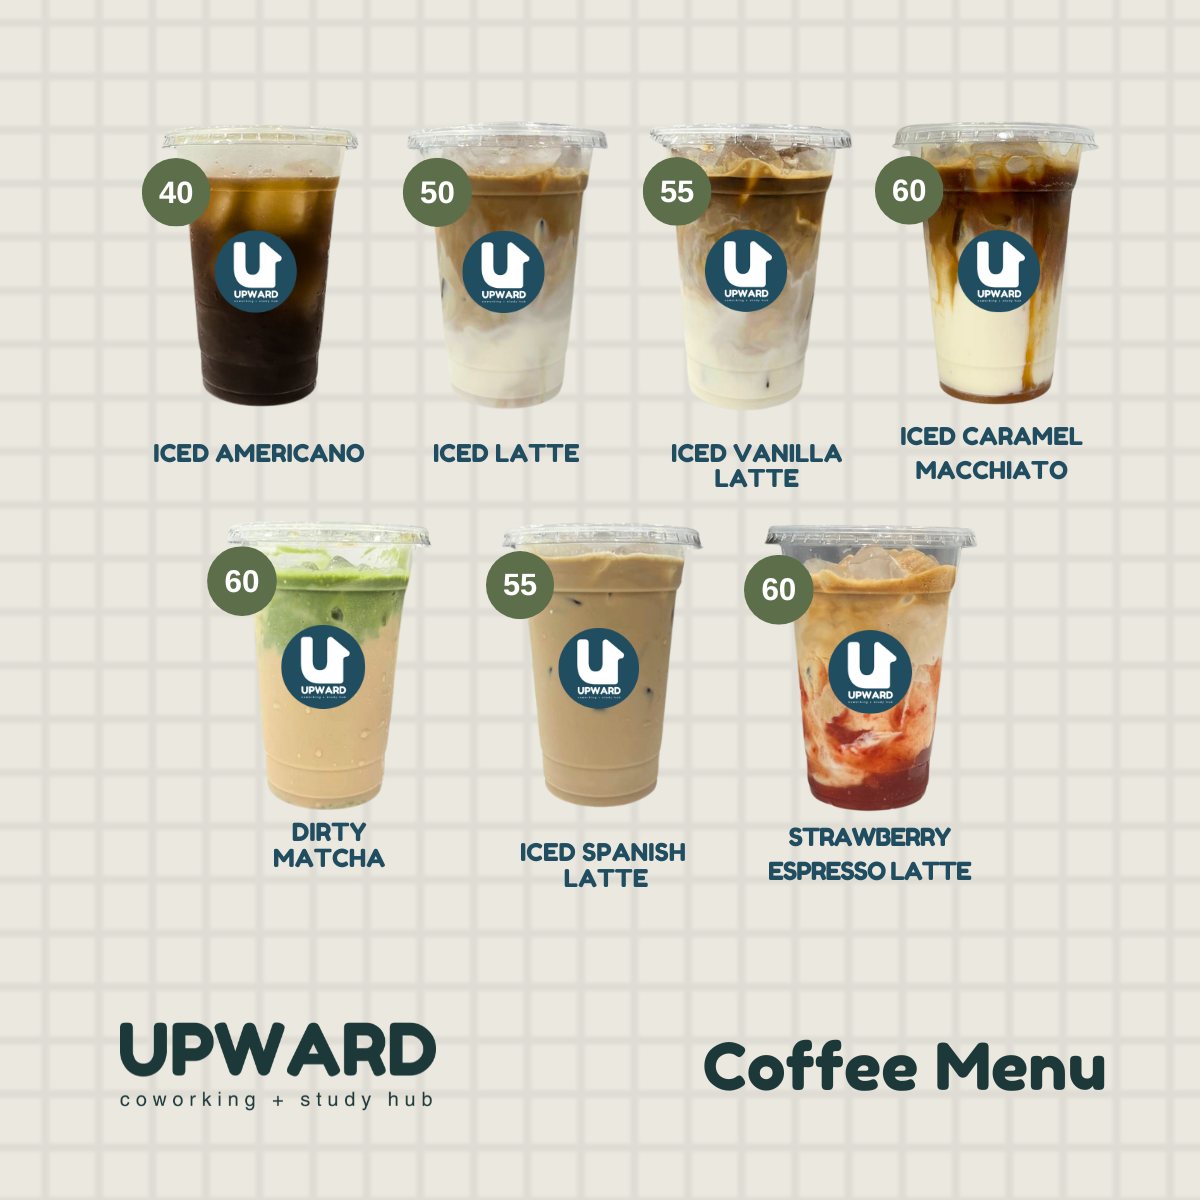 40
50
55
60
UPWARD
coworking + study hub
UPWARD
coworking + study hub
UPWARD
coworking + study hub
UPWARD
coworking + study hub
ICED AMERICANO
ICED LATTE
ICED VANILLA
LATTE
ICED CARAMEL
MACCHIATO
60
55
60
UPWARD
coworking + study hub
UPWARD
coworking + study hub
UPWARD
coworking + study hub
DIRTY
MATCHA
ICED SPANISH
LATTE
STRAWBERRY
ESPRESSO LATTE
UPWARD
coworking + study hub
Coffee Menu